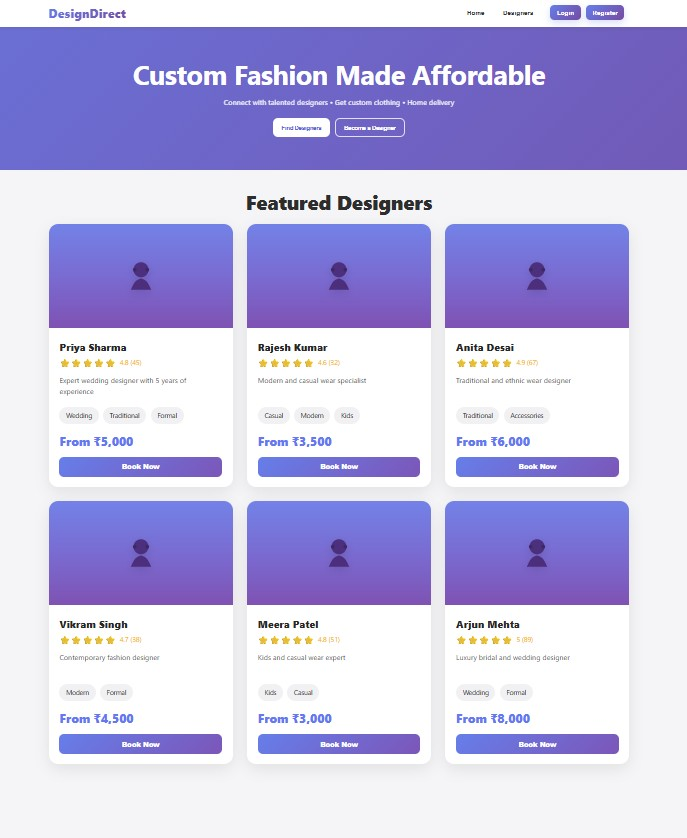 DesignDirect
Home Designers Login Register
Custom Fashion Made Affordable
Connect with talented designers • Get custom clothing • Home delivery
Find Designers Become a Designer
Featured Designers
Priya Sharma
4.8 (45)
Expert wedding designer with 5 years of
experience
Wedding Traditional Formal
From ₹5,000
Book Now
Rajesh Kumar
4.6 (32)
Modern and casual wear specialist
Casual Modern Kids
From ₹3,500
Book Now
Anita Desai
4.9 (67)
Traditional and ethnic wear designer
Traditional Accessories
From ₹6,000
Book Now
Vikram Singh
4.7 (38)
Contemporary fashion designer
Modern Formal
From ₹4,500
Book Now
Meera Patel
4.8 (51)
Kids and casual wear expert
Kids Casual
From ₹3,000
Book Now
Arjun Mehta
5 (89)
Luxury bridal and wedding designer
Wedding Formal
From ₹8,000
Book Now